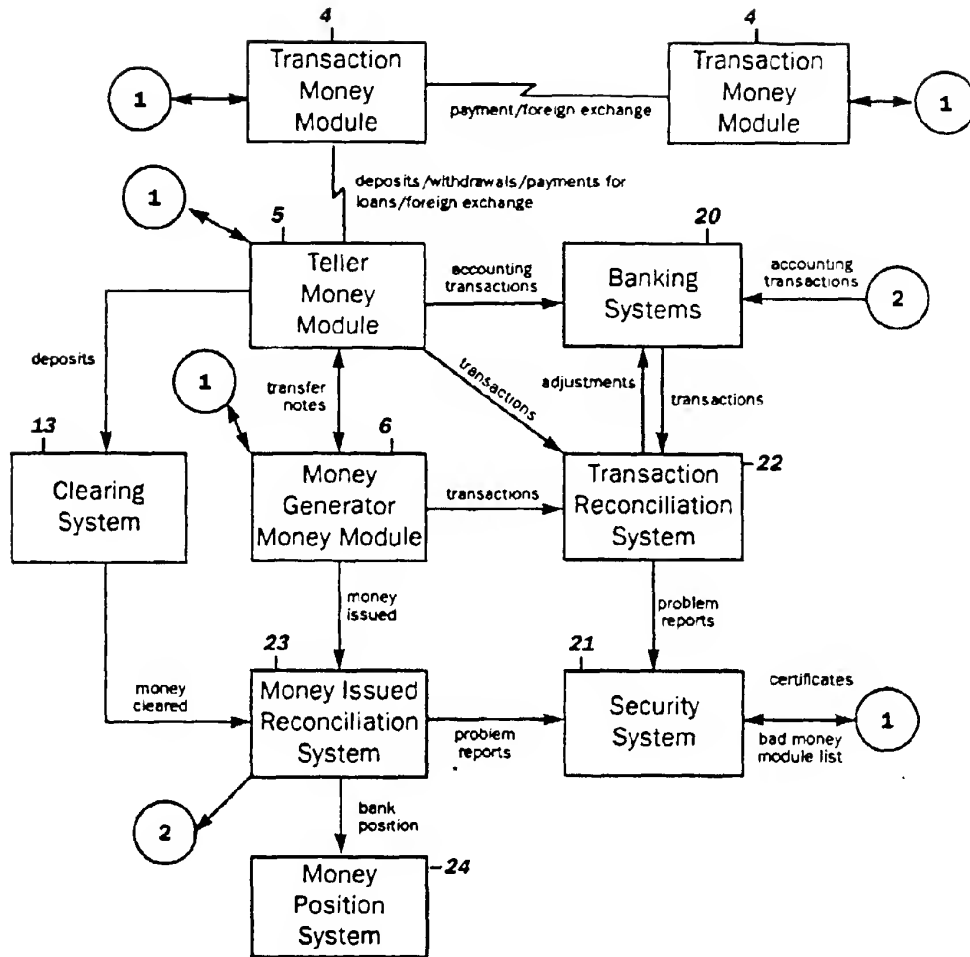 4
4
Transaction
Money
Module
Transaction
Money
Module
1
1
payment/foreign exchange
deposits/withdrawals/payments for
loans/foreign exchange
1
5
20
Teller
Money
Module
accounting
transactions
Banking
Systems
accounting
transactions
2
deposits
1
transfer
notes
transactions
adjustments
transactions
13
6
22
Clearing
System
Money
Generator
Money Module
transactions
Transaction
Reconciliation
System
money
issued
problem
reports
23
21
money
cleared
Money Issued
Reconciliation
System
problem
reports
Security
System
certificates
1
bad money
module list
2
bank
position
24
Money
Position
System